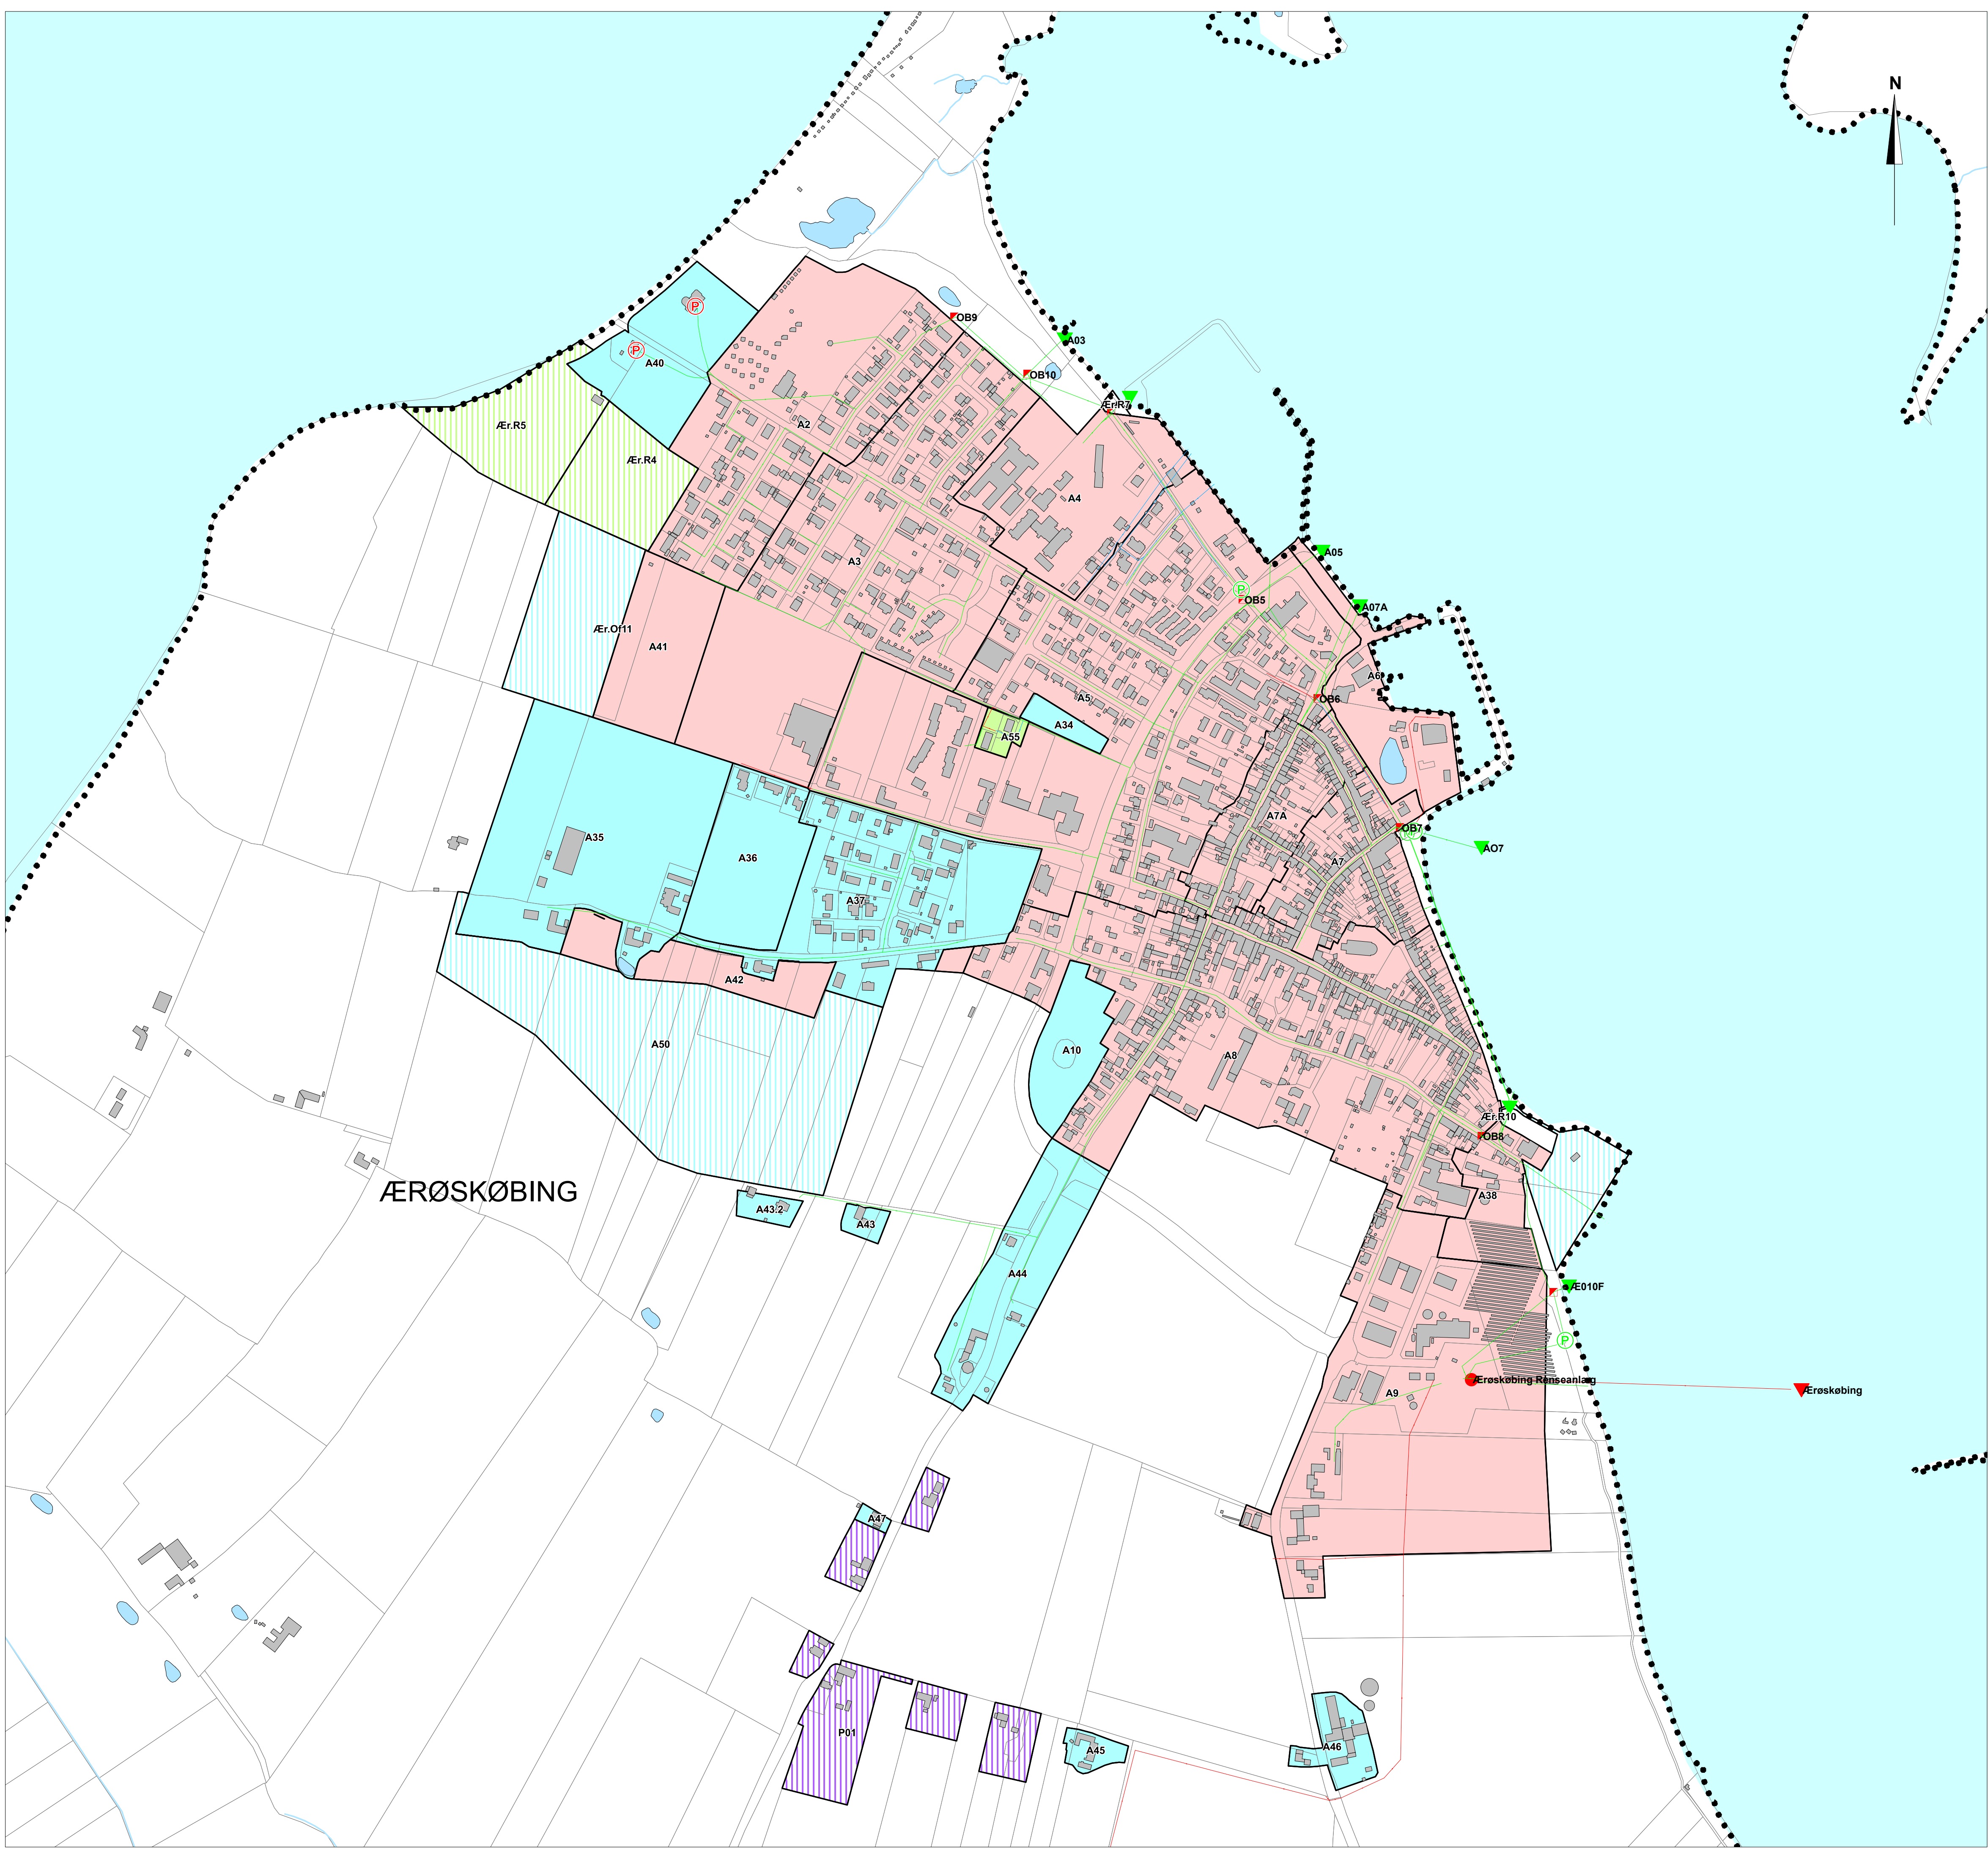 N
OB9
A03
OB10
A40
Ær.R7
Ær.R5
A2
Ær.R4
A4
A05
A3
P
P
P
OB5
A07A
Ær.Of11
A41
A6
A5
OB6
A34
A55
A7A
OB7
A35
AO7
A36
A7
A37
A42
A50
A10
A8
Ær.R10
OB8
ÆRØSKØBING
A38
A43.2
A43
A44
Æ010F
P
Ærøskøbing Renseanlæg
Ærøskøbing
A9
A47
P01
A46
A45